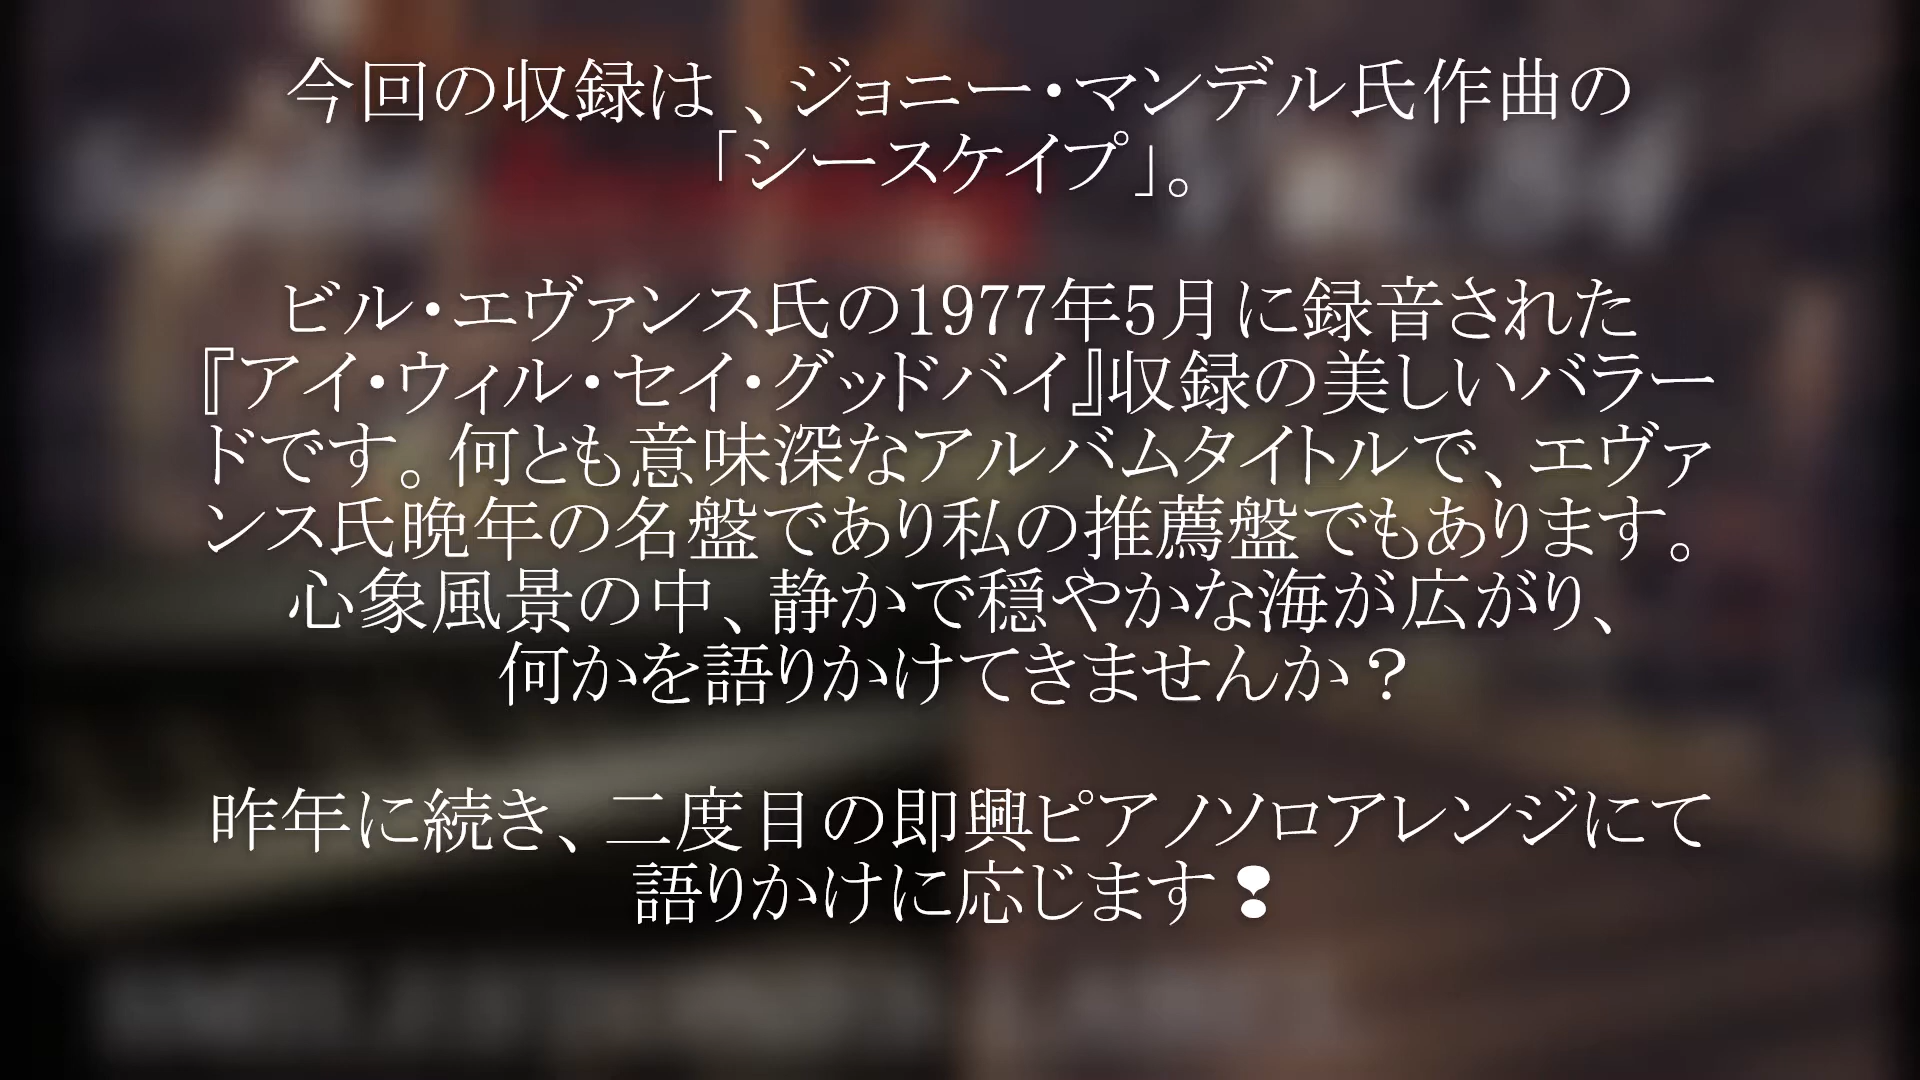 今回の収録は 、ジョニー・マンデル氏作曲の
「シースケイプ」。
ビル・エヴァンス氏の1977年5月に録音された
『アイ・ウィル・セイ・グッドバイ』収録の美しいバラー
ドです。何とも意味深なアルバムタイトルで、エヴァ
ンス氏晩年の名盤であり私の推薦盤でもあります。
心象風景の中、静かで穏やかな海が広がり、
何かを語りかけてきませんか？
昨年に続き、二度目の即興ピアノソロアレンジにて
語りかけに応じます❢